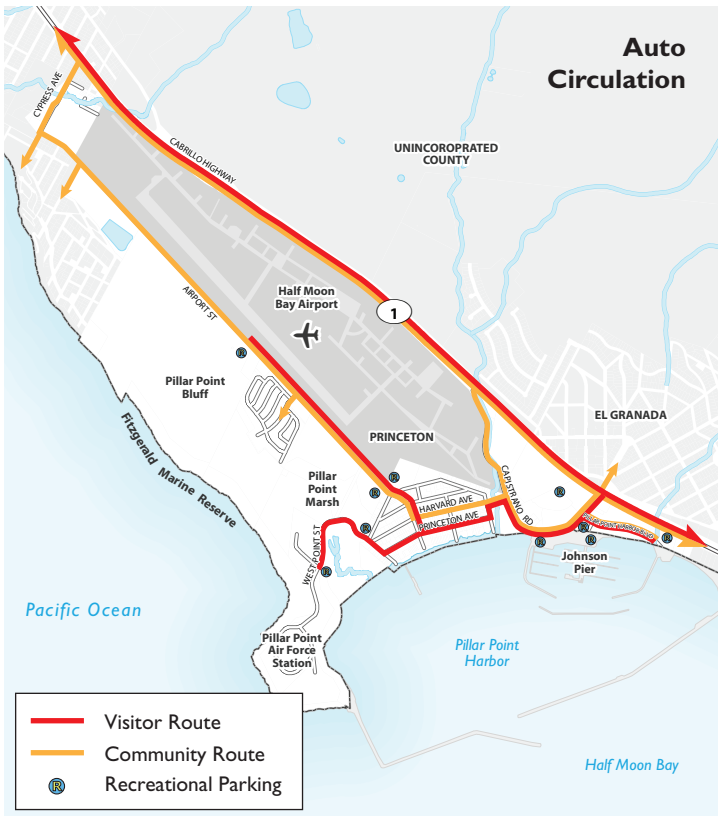 Auto
Circulation
CYPRESS AVE
CABRILLO HIGHWAY
UNINCOROPRATED
COUNTY
AIRPORT ST
Half Moon
Bay Airport
1
R
Pillar Point
Bluff
EL GRANADA
PRINCETON
Fitzgerald Marine Reserve
Pillar
Point
Marsh
R
R
R
HARVARD AVE
CAPISTRANO RD
R
R
PRINCETON AVE
R
R
R
R
WEST POINT ST
Johnson
Pier
R
Pacific Ocean
Pillar Point
Air Force
Station
Pillar Point
Harbor
Visitor Route
Community Route
R Recreational Parking
Half Moon Bay